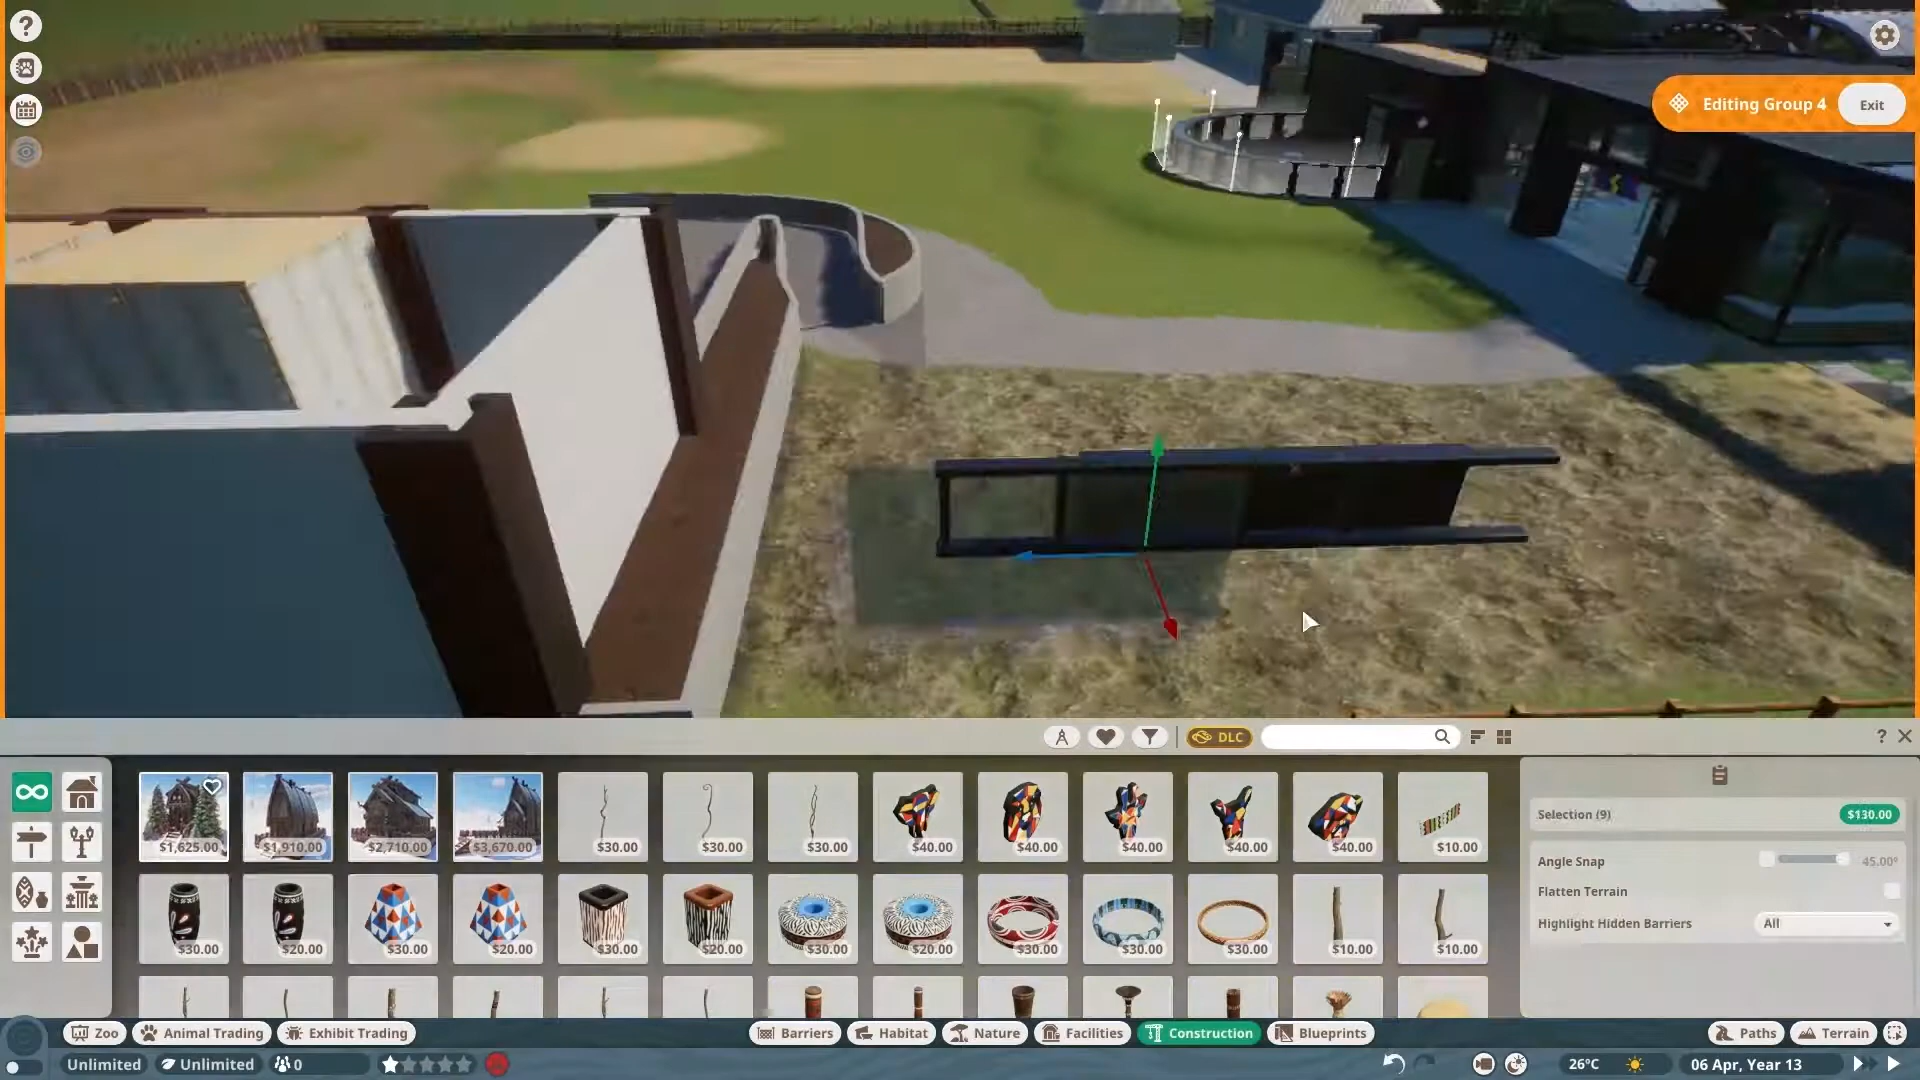 ?
Editing Group 4 Exit
DLC
?
$1,625.00 $1,910.00 $2,710.00 $3,670.00 $30.00 $30.00 $30.00 $40.00 $40.00 $40.00 $40.00 $40.00 $10.00
$30.00 $20.00 $30.00 $20.00 $30.00 $20.00 $30.00 $20.00 $30.00 $30.00 $30.00 $10.00 $10.00
Selection (9) $130.00
Angle Snap 45.00°
Flatten Terrain
Highlight Hidden Barriers All
Zoo Animal Trading Exhibit Trading Barriers Habitat Nature Facilities Construction Blueprints Paths Terrain
Unlimited Unlimited 0 26°C 06 Apr, Year 13